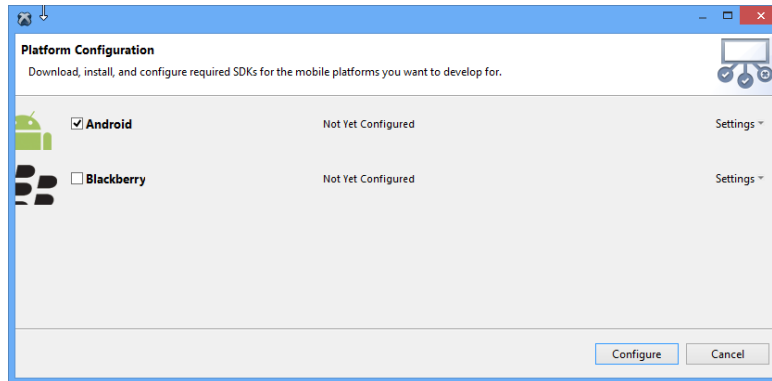 Platform Configuration
Download, install, and configure required SDKs for the mobile platforms you want to develop for.
Android Not Yet Configured Settings
Blackberry Not Yet Configured Settings
Configure Cancel